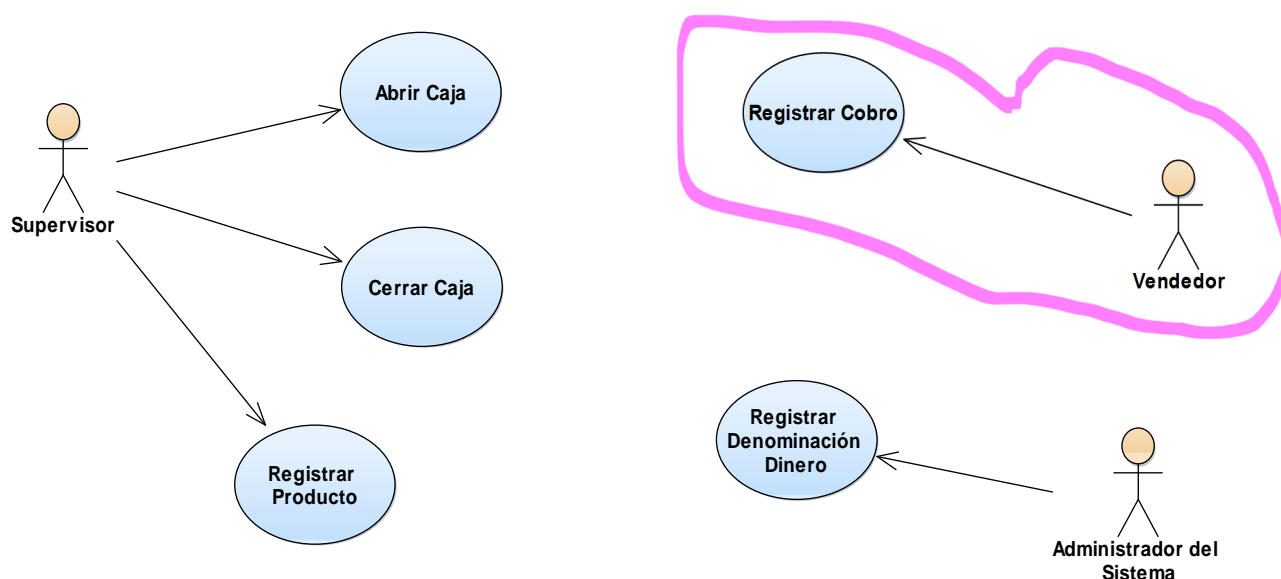 Abrir Caja
Supervisor
Cerrar Caja
Registrar
Producto
Registrar Cobro
Vendedor
Registrar
Denominación
Dinero
Administrador del
Sistema